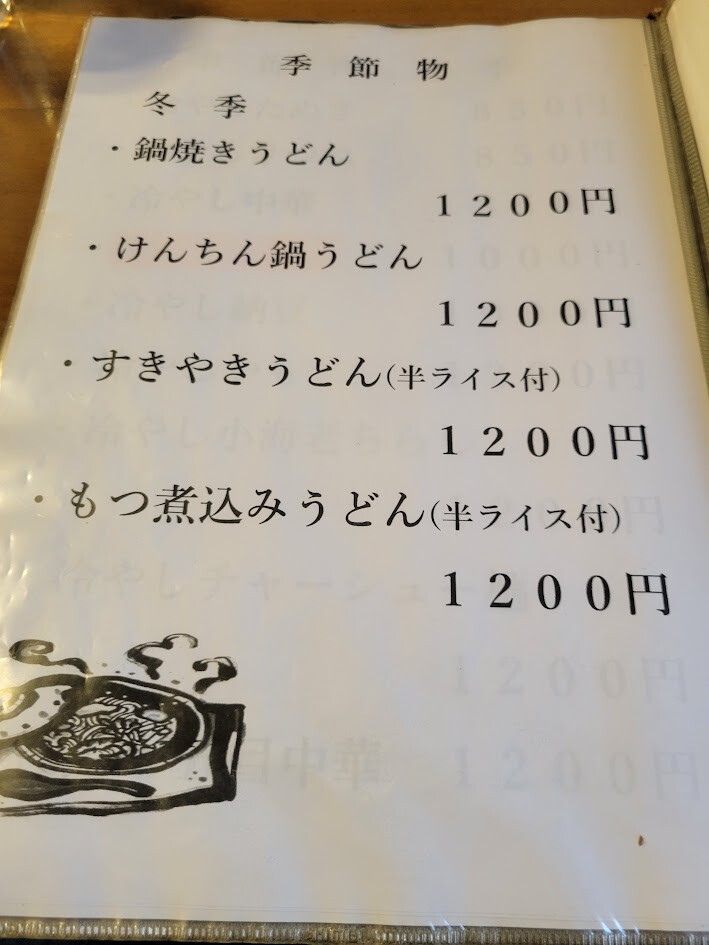 季節物
冬季
・鍋焼きうどん
１２００円
・けんちん鍋うどん
１２００円
・すきやきうどん(半ライス付)
１２００円
・もつ煮込みうどん(半ライス付)
１２００円